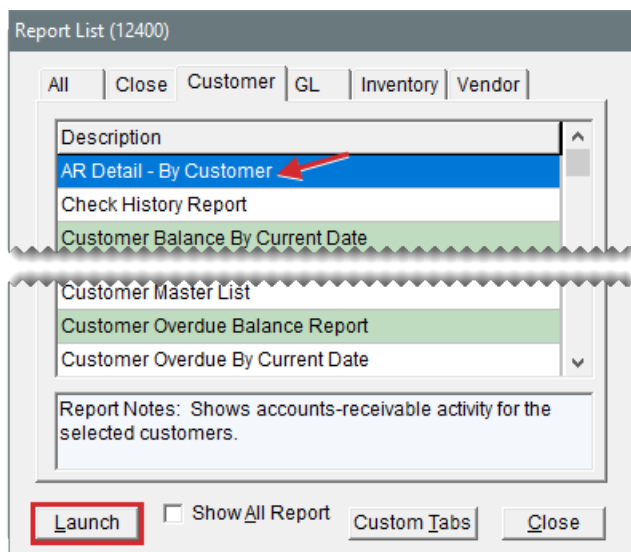 Report List (12400)
All Close Customer GL Inventory Vendor
Description
AR Detail - By Customer
Check History Report
Customer Balance By Current Date
Customer Master List
Customer Overdue Balance Report
Customer Overdue By Current Date
Report Notes: Shows accounts-receivable activity for the
selected customers.
Launch Show All Report Custom Tabs Close